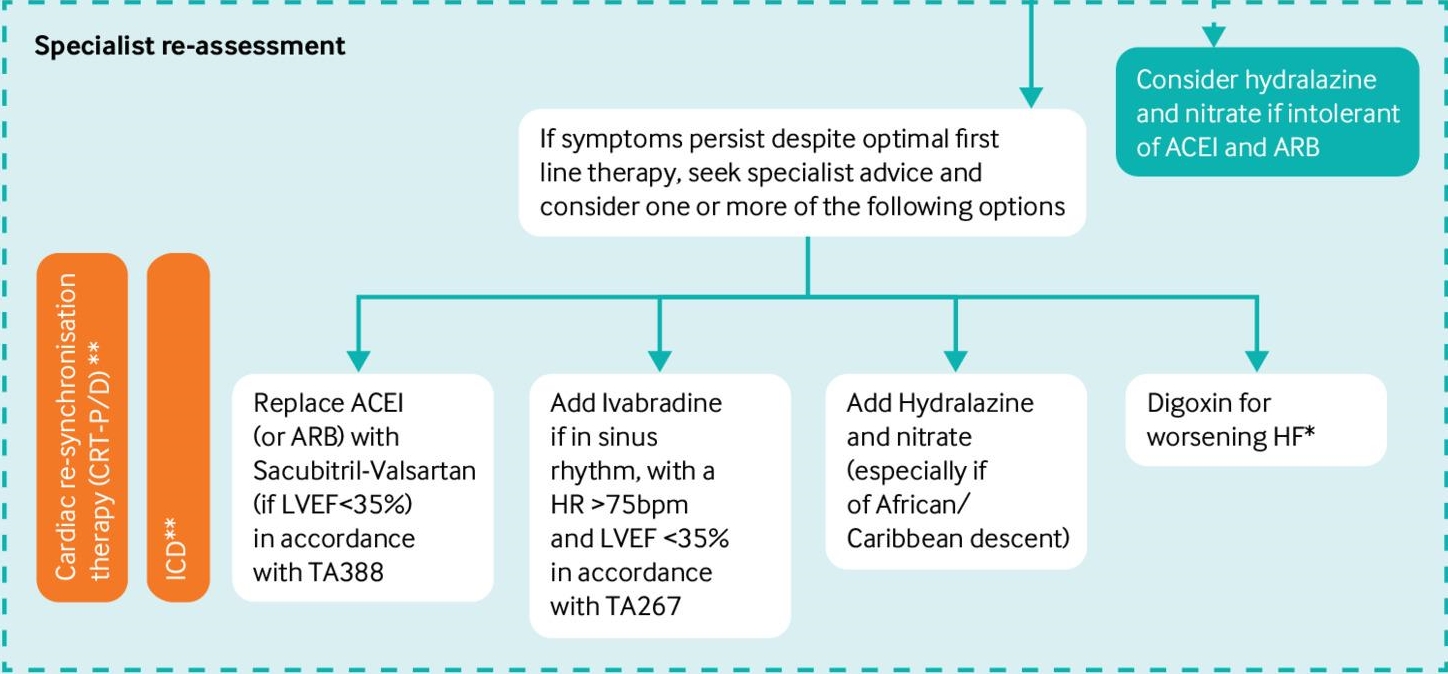 Specialist re-assessment
Consider hydralazine
and nitrate if intolerant
of ACEI and ARB
If symptoms persist despite optimal first
line therapy, seek specialist advice and
consider one or more of the following options
Cardiac re-synchronisation
therapy (CRT-P/D) **
ICD**
Replace ACEI
(or ARB) with
Sacubitril-Valsartan
(if LVEF<35%)
in accordance
with TA388
Add Ivabradine
if in sinus
rhythm, with a
HR >75bpm
and LVEF <35%
in accordance
with TA267
Add Hydralazine
and nitrate
(especially if
of African/
Caribbean descent)
Digoxin for
worsening HF*